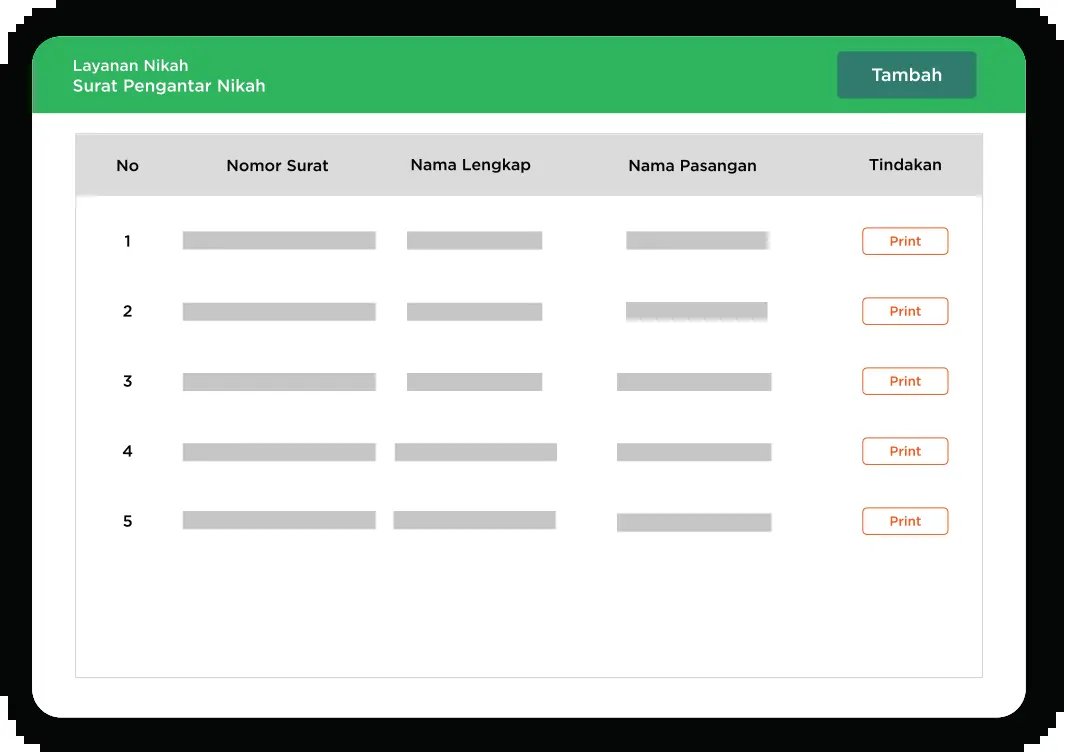 Layanan Nikah
Surat Pengantar Nikah
Tambah
No Nomor Surat Nama Lengkap Nama Pasangan Tindakan
1 Print
2 Print
3 Print
4 Print
5 Print